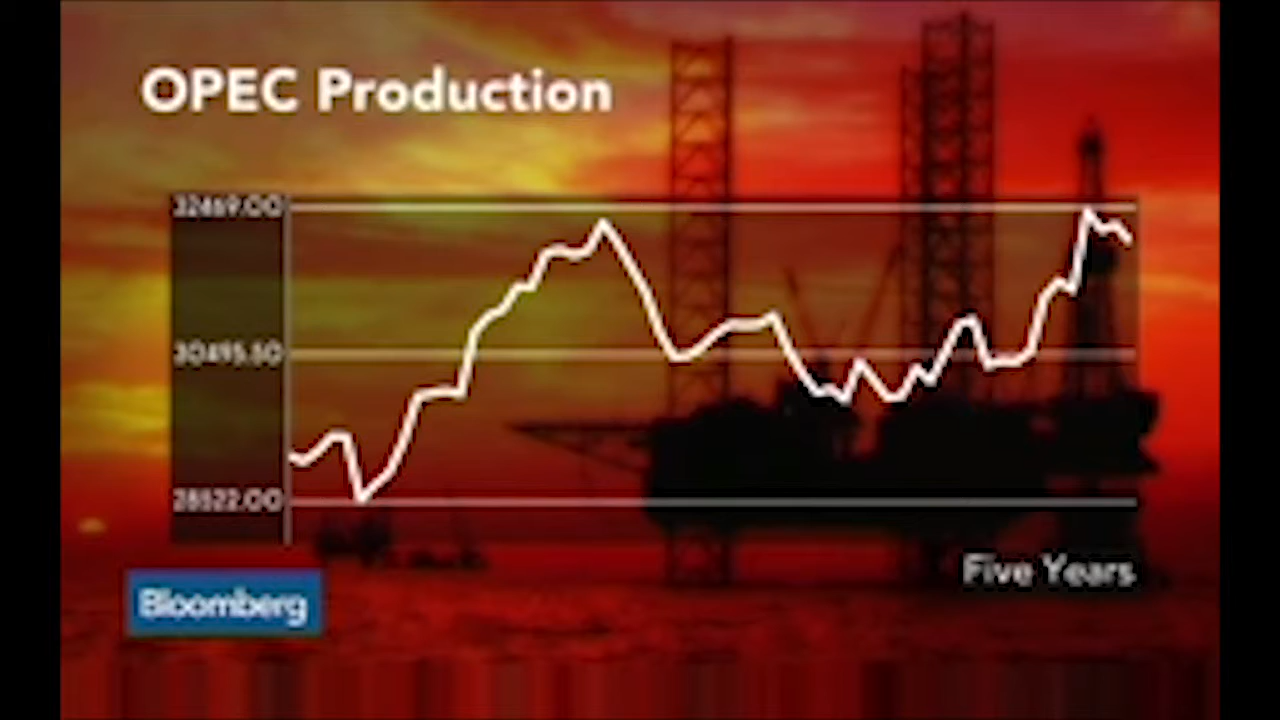 OPEC Production
32469.00
30495.50
28522.00
Five Years
Bloomberg